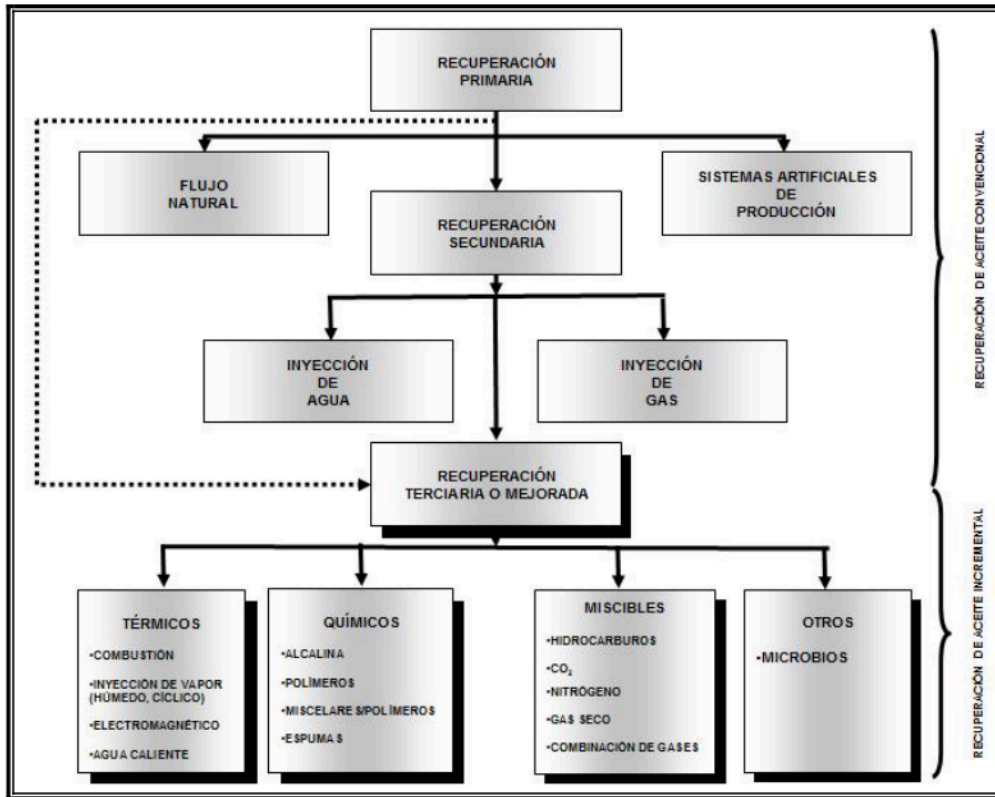 RECUPERACIÓN
PRIMARIA
FLUJO
NATURAL
SISTEMAS ARTIFICIALES
DE
PRODUCCIÓN
RECUPERACIÓN
SECUNDARIA
INYECCIÓN
DE
AGUA
INYECCIÓN
DE
GAS
RECUPERACIÓN
TERCIARIA O MEJORADA
TÉRMICOS
•COMBUSTIÓN
•INYECCIÓN DE VAPOR
(HÚMEDO, CÍCLICO)
•ELECTROMAGNÉTICO
•AGUA CALIENTE
QUÍMICOS
•ALCALINA
•POLÍMEROS
•MISCELARES/POLÍMEROS
•ESPUMAS
MISCIBLES
•HIDROCARBUROS
•CO₂
•NITRÓGENO
•GAS SECO
•COMBINACIÓN DE GASES
OTROS
•MICROBIOS
RECUPERACIÓN DE ACEITE CONVENCIONAL
RECUPERACIÓN DE ACEITE INCREMENTAL